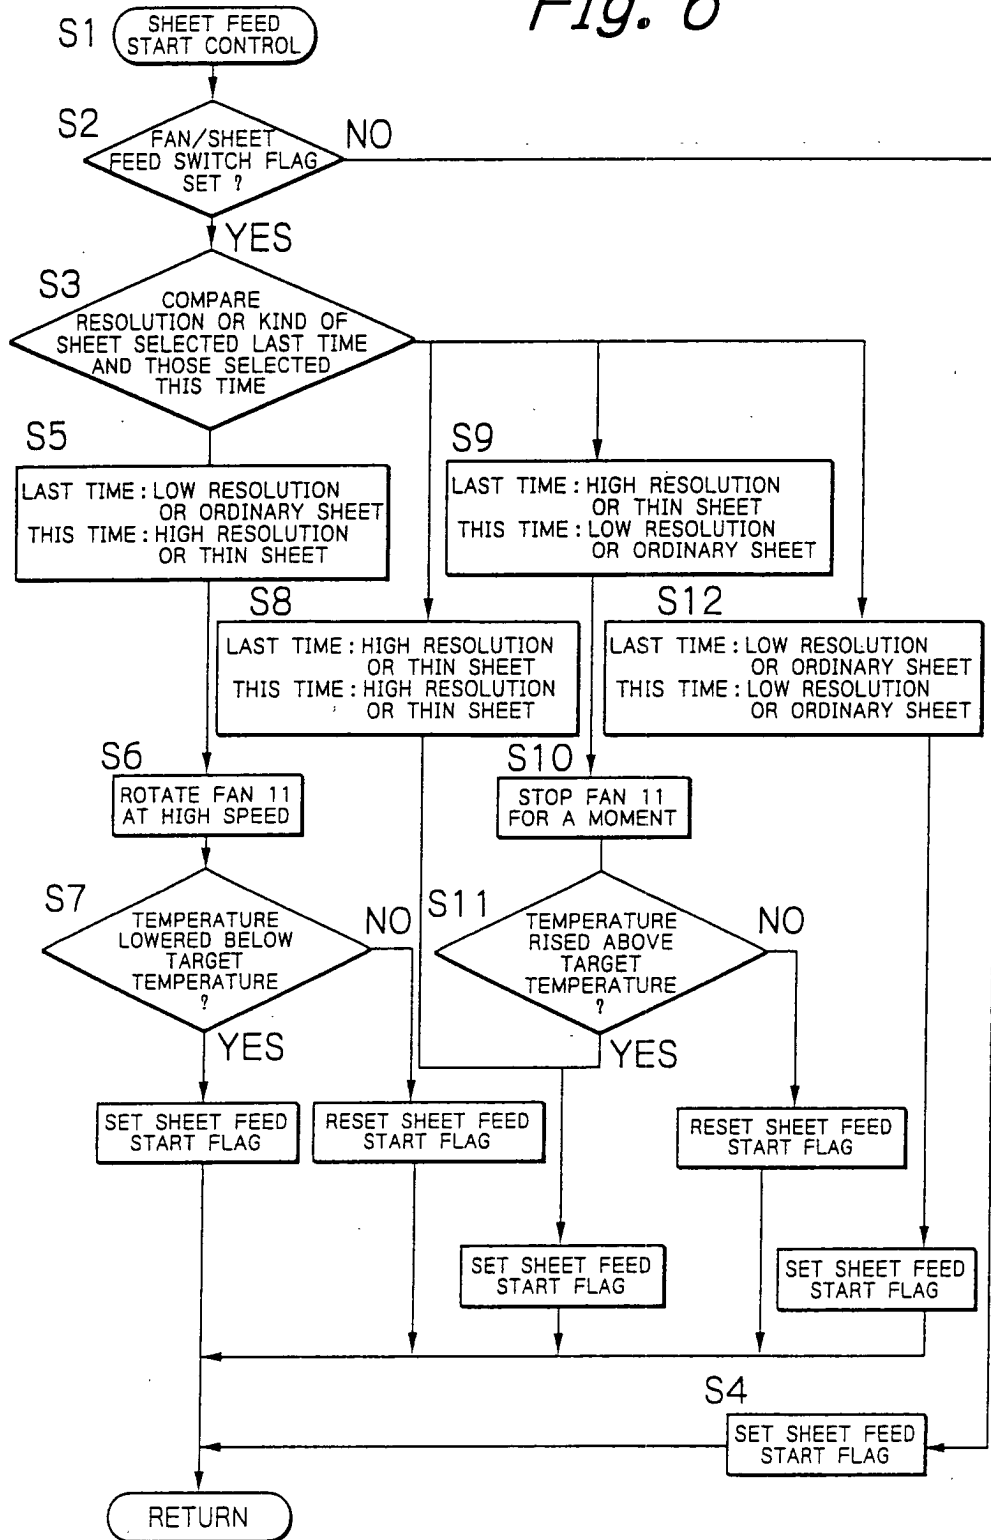 Fig. 6
S1
SHEET FEED
START CONTROL
S2
FAN/SHEET
FEED SWITCH FLAG
SET ?
NO
YES
S3
COMPARE
RESOLUTION OR KIND OF
SHEET SELECTED LAST TIME
AND THOSE SELECTED
THIS TIME
S5
LAST TIME : LOW RESOLUTION
OR ORDINARY SHEET
THIS TIME : HIGH RESOLUTION
OR THIN SHEET
S9
LAST TIME : HIGH RESOLUTION
OR THIN SHEET
THIS TIME : LOW RESOLUTION
OR ORDINARY SHEET
S8
LAST TIME : HIGH RESOLUTION
OR THIN SHEET
THIS TIME : HIGH RESOLUTION
OR THIN SHEET
S12
LAST TIME : LOW RESOLUTION
OR ORDINARY SHEET
THIS TIME : LOW RESOLUTION
OR ORDINARY SHEET
S6
ROTATE FAN 11
AT HIGH SPEED
S10
STOP FAN 11
FOR A MOMENT
S7
TEMPERATURE
LOWERED BELOW
TARGET
TEMPERATURE
?
NO
YES
S11
TEMPERATURE
RISED ABOVE
TARGET
TEMPERATURE
?
NO
YES
SET SHEET FEED
START FLAG
RESET SHEET FEED
START FLAG
RESET SHEET FEED
START FLAG
SET SHEET FEED
START FLAG
SET SHEET FEED
START FLAG
S4
SET SHEET FEED
START FLAG
RETURN